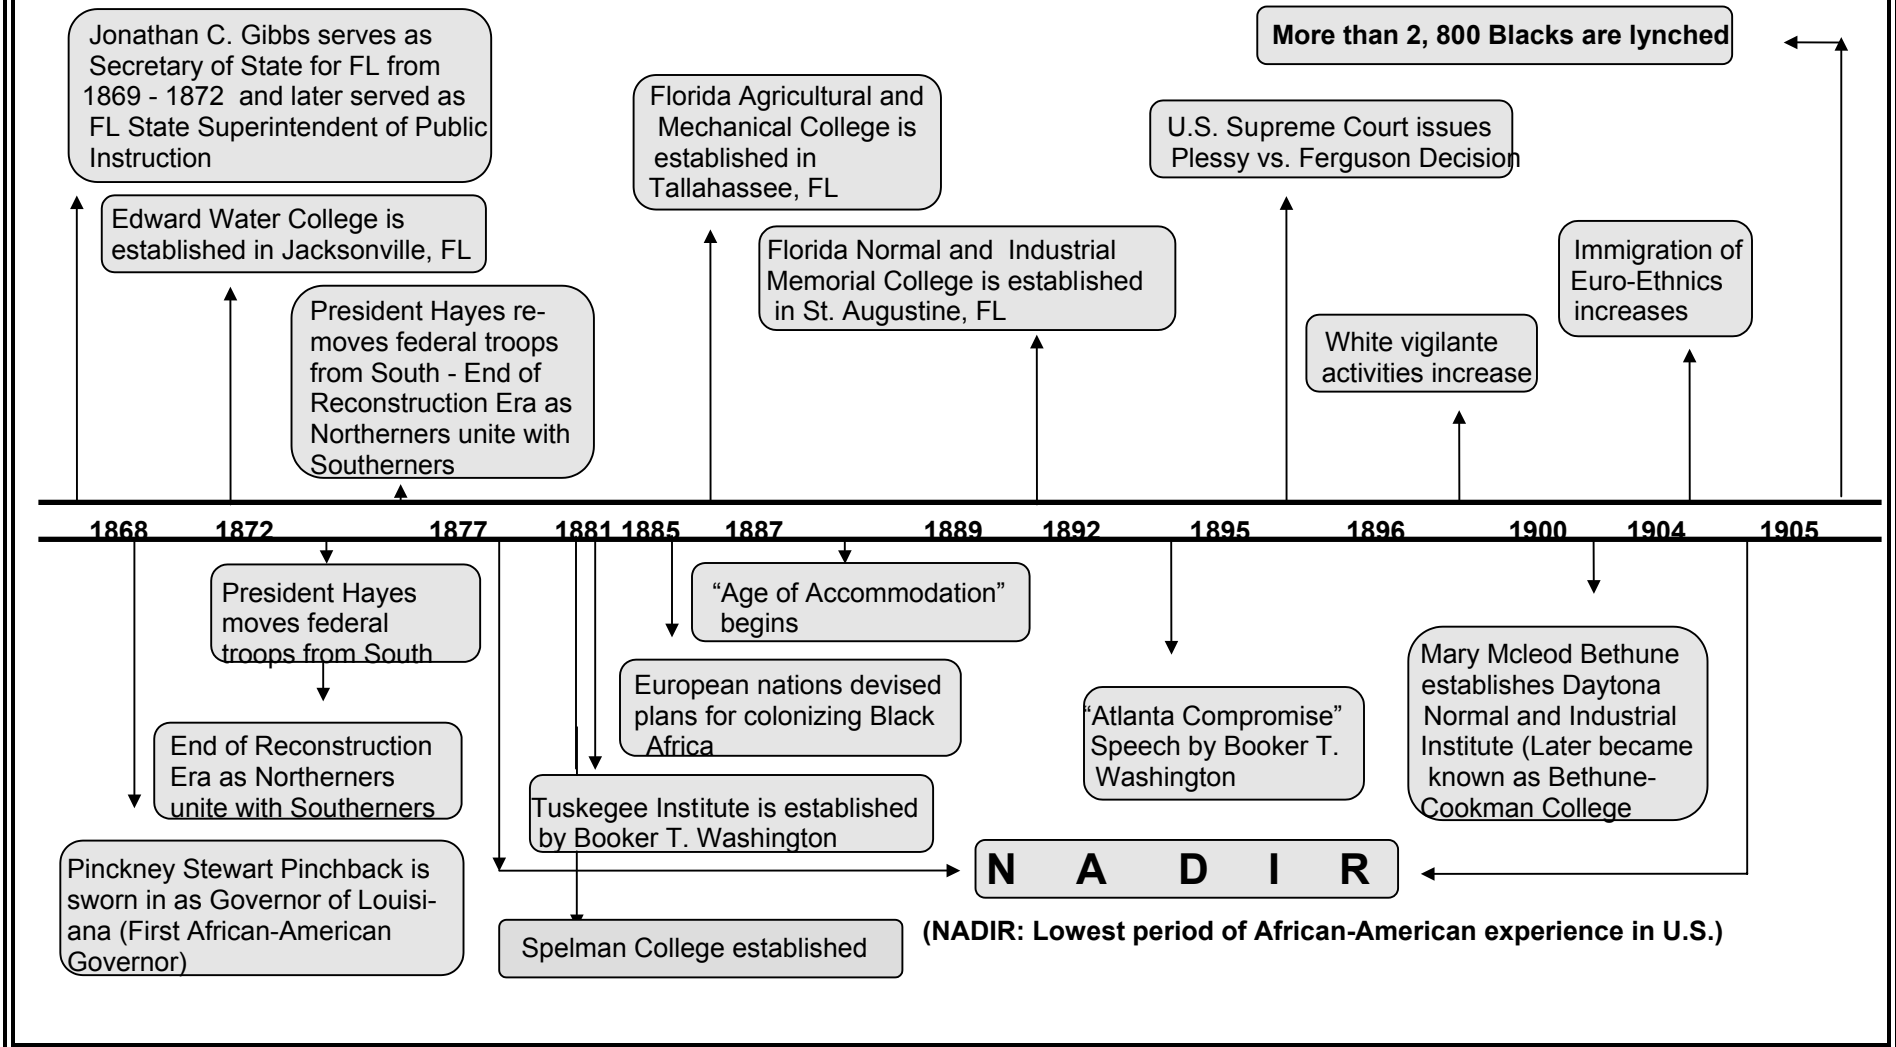 Jonathan C. Gibbs serves as
Secretary of State for FL from
1869 - 1872 and later served as
FL State Superintendent of Public
Instruction
More than 2, 800 Blacks are lynched
Florida Agricultural and
Mechanical College is
established in
Tallahassee, FL
U.S. Supreme Court issues
Plessy vs. Ferguson Decision
Edward Water College is
established in Jacksonville, FL
Florida Normal and Industrial
Memorial College is established
in St. Augustine, FL
Immigration of
Euro-Ethnics
increases
President Hayes re-
moves federal troops
from South - End of
Reconstruction Era as
Northerners unite with
Southerners
White vigilante
activities increase
1868 1872 1877 1881 1885 1887 1889 1892 1895 1896 1900 1904 1905
President Hayes
moves federal
troops from South
"Age of Accommodation"
begins
European nations devised
plans for colonizing Black
Africa
"Atlanta Compromise"
Speech by Booker T.
Washington
Mary Mcleod Bethune
establishes Daytona
Normal and Industrial
Institute (Later became
known as Bethune-
Cookman College
End of Reconstruction
Era as Northerners
unite with Southerners
Tuskegee Institute is established
by Booker T. Washington
Pinckney Stewart Pinchback is
sworn in as Governor of Louisi-
ana (First African-American
Governor)
N A D I R
(NADIR: Lowest period of African-American experience in U.S.)
Spelman College established